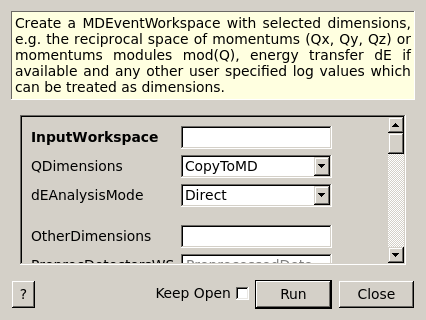 Create a MDEventWorkspace with selected dimensions,
e.g. the reciprocal space of momentums (Qx, Qy, Qz) or
momentums modules mod(Q), energy transfer dE if
available and any other user specified log values which
can be treated as dimensions.
InputWorkspace
QDimensions CopyToMD
dEAnalysisMode Direct
OtherDimensions
PreprocDetectorsWS PreprocessedDete
? Keep Open Run Close